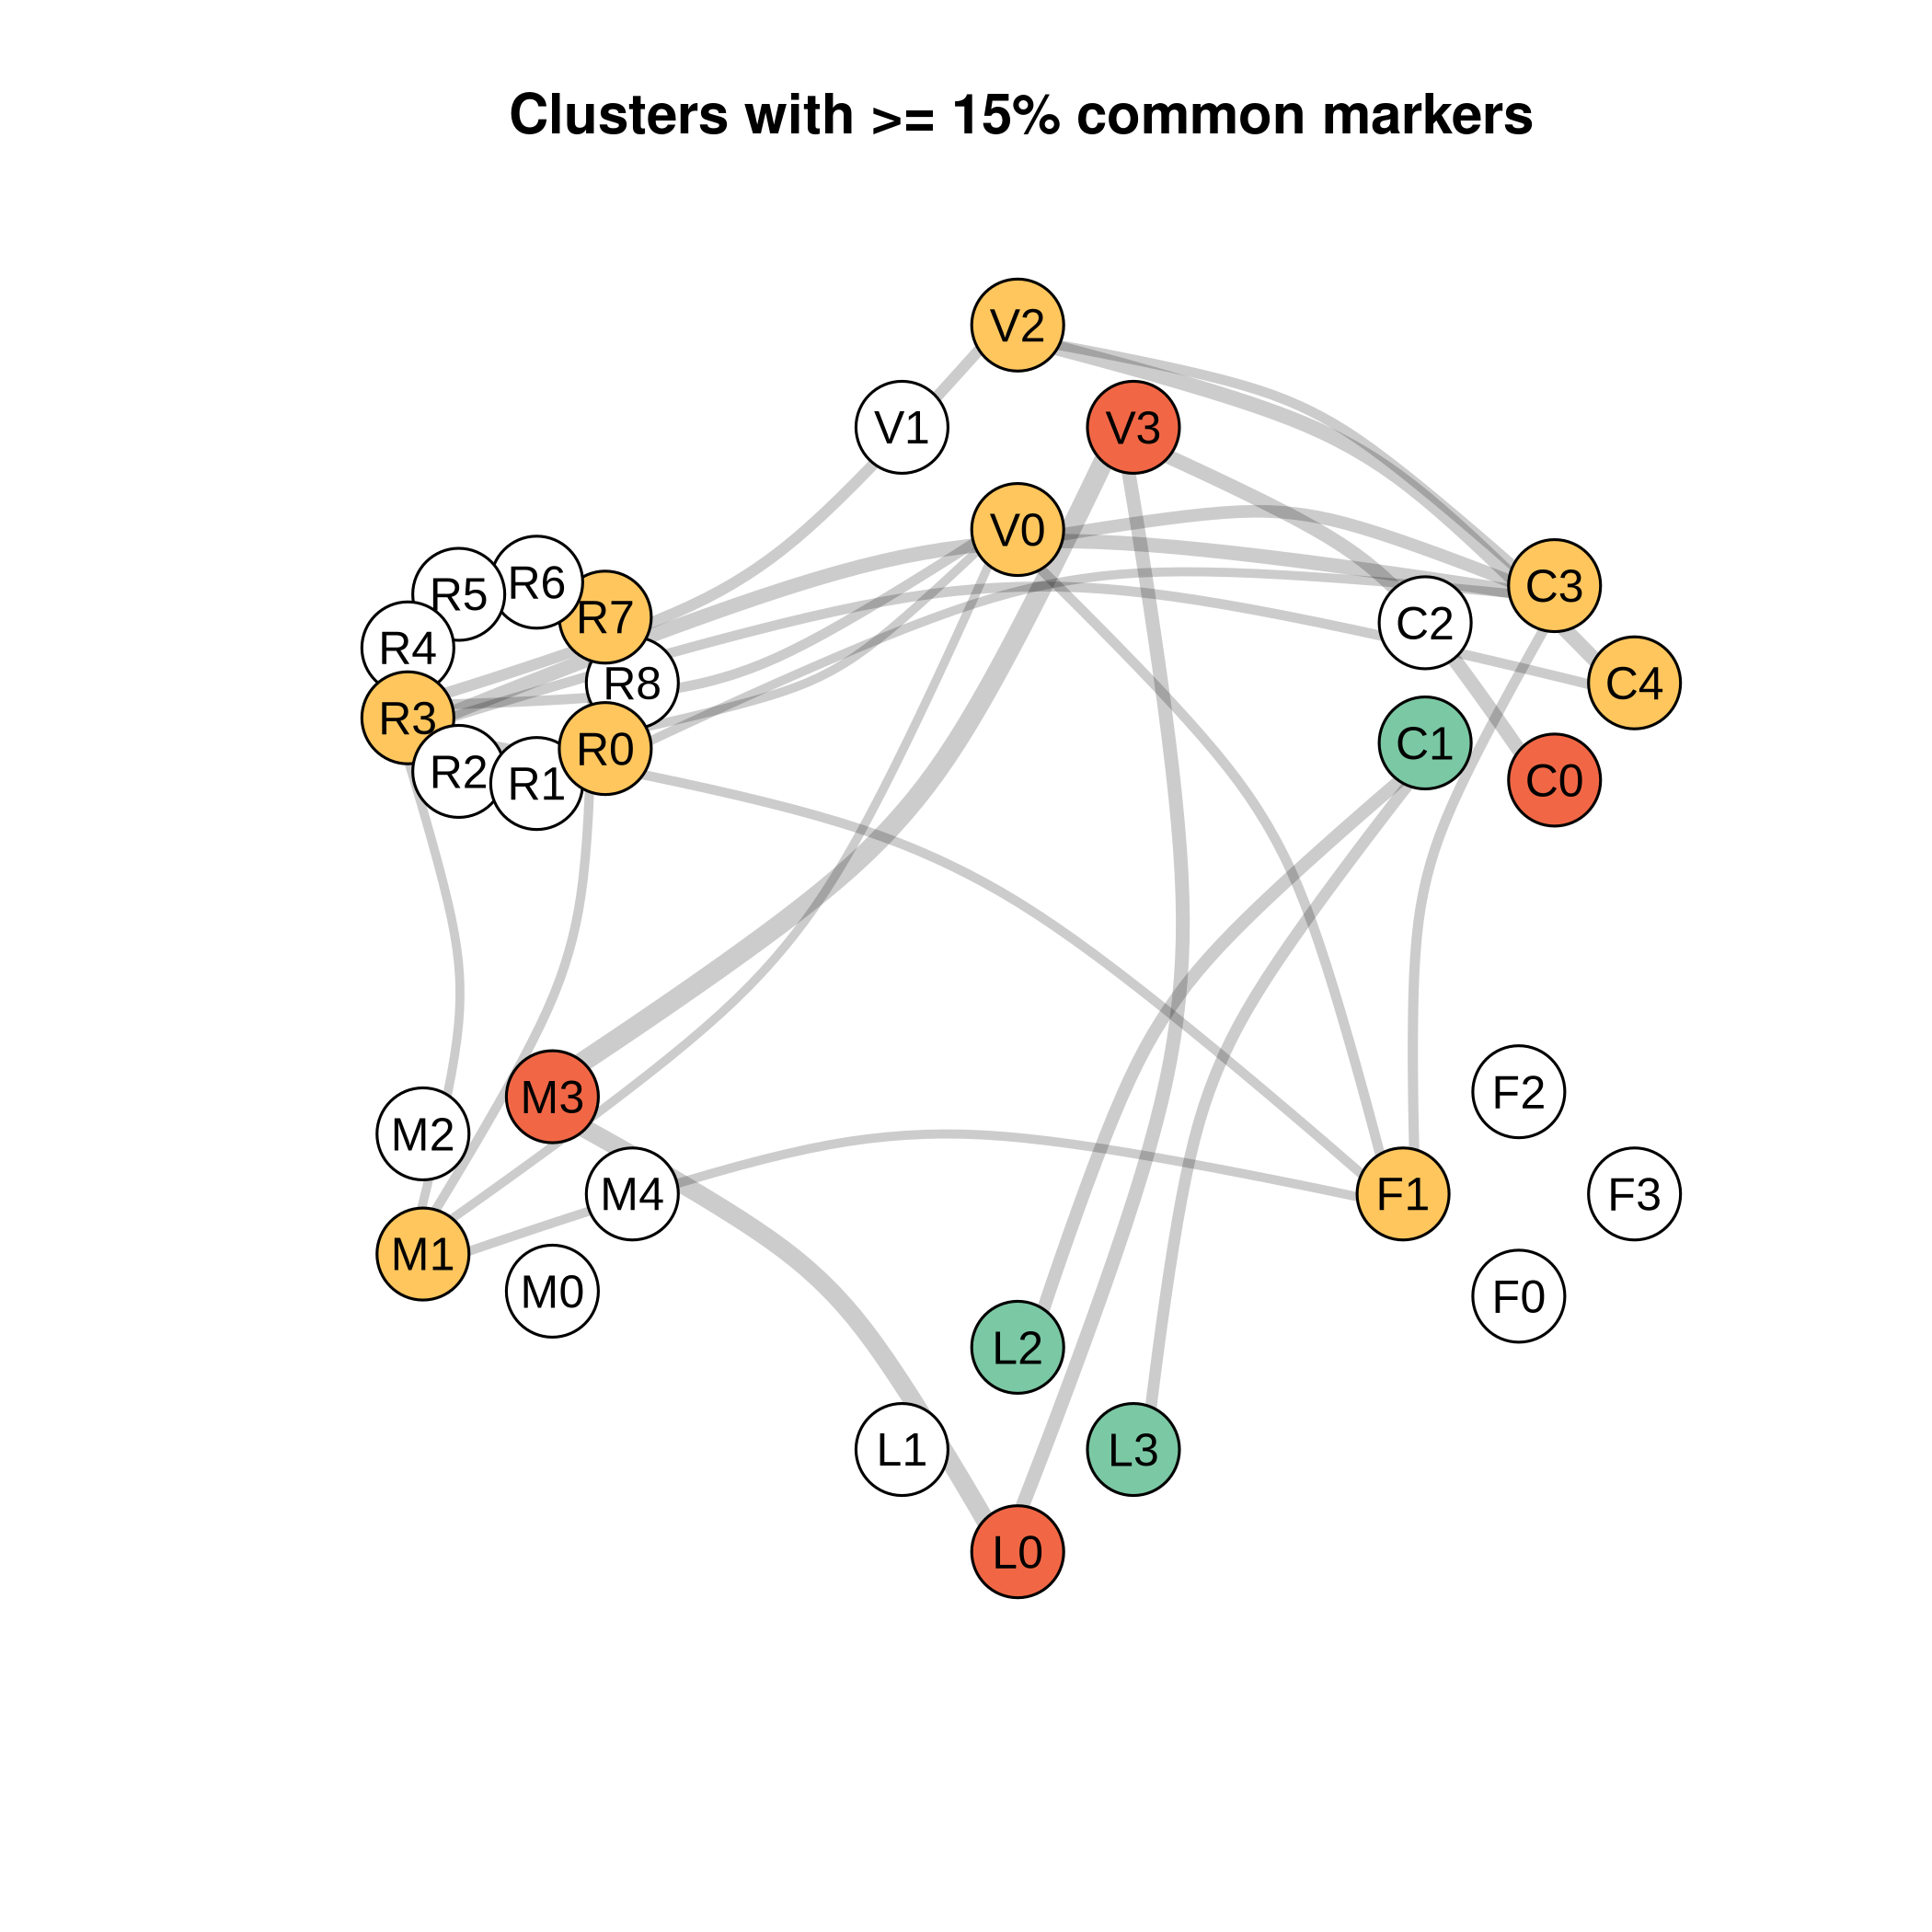 Clusters with >= 15% common markers
V2
V1
V3
V0
R5
R6
R7
R4
R8
R3
R0
R2
R1
C3
C2
C4
C1
C0
M3
M2
M4
M1
M0
F2
F1
F3
F0
L2
L1
L3
L0